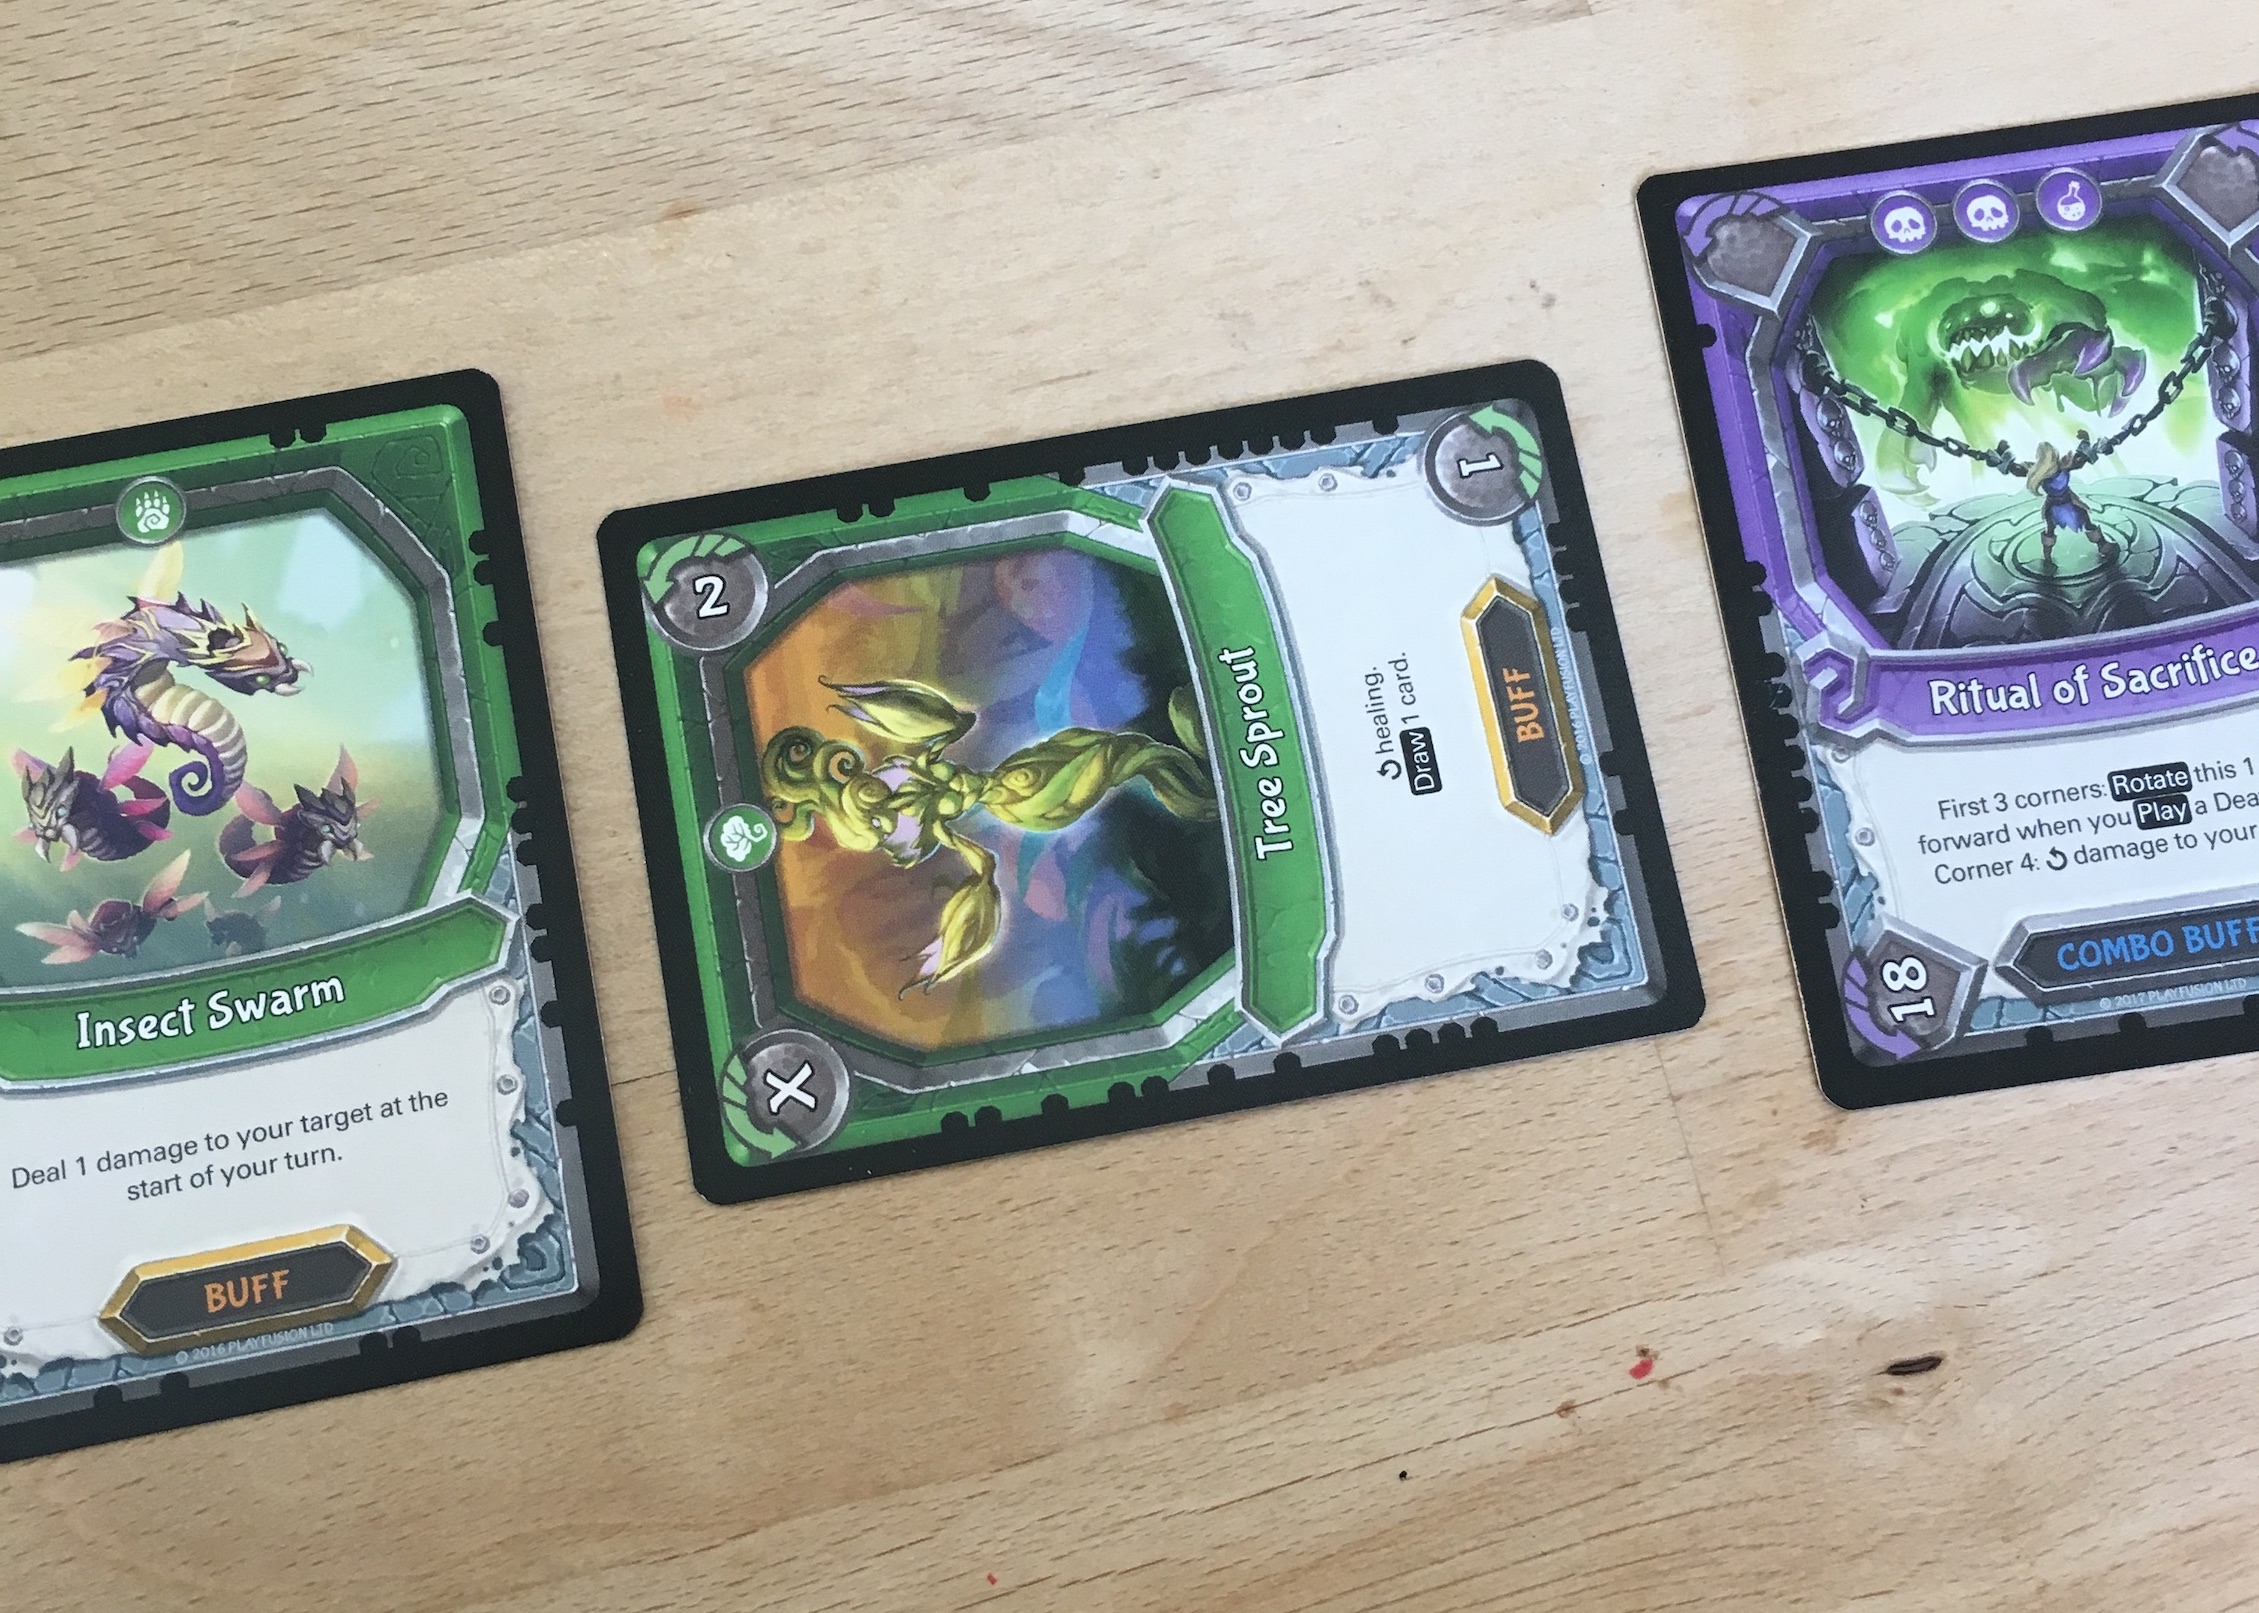 Insect Swarm
Deal 1 damage to your target at the
start of your turn.
BUFF
© 2016 PLAYFUSION LTD
2
X
1
Tree Sprout
healing.
Draw 1 card.
BUFF
© 2016 PLAYFUSION LTD
Ritual of Sacrifice
First 3 corners: Rotate this 1
forward when you Play a Dea
Corner 4: damage to your
18
COMBO BUFF
© 2017 PLAYFUSION LTD